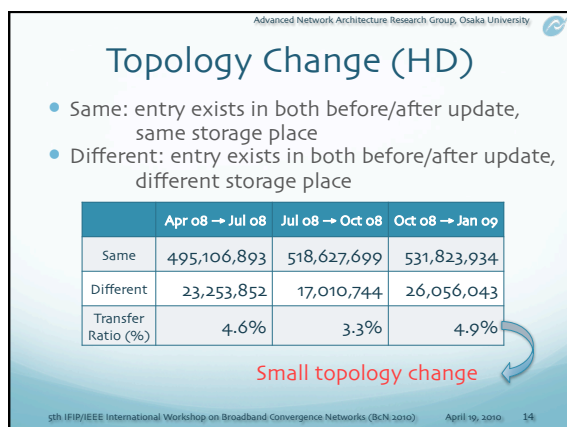 Advanced Network Architecture Research Group, Osaka University
Topology Change (HD)
• Same: entry exists in both before/after update,
same storage place
• Different: entry exists in both before/after update,
different storage place
Apr 08 → Jul 08 Jul 08 → Oct 08 Oct 08 → Jan 09
Same 495,106,893 518,627,699 531,823,934
Different 23,253,852 17,010,744 26,056,043
Transfer
Ratio (%) 4.6% 3.3% 4.9%
Small topology change
5th IFIP/IEEE International Workshop on Broadband Convergence Networks (BcN 2010) April 19, 2010 14